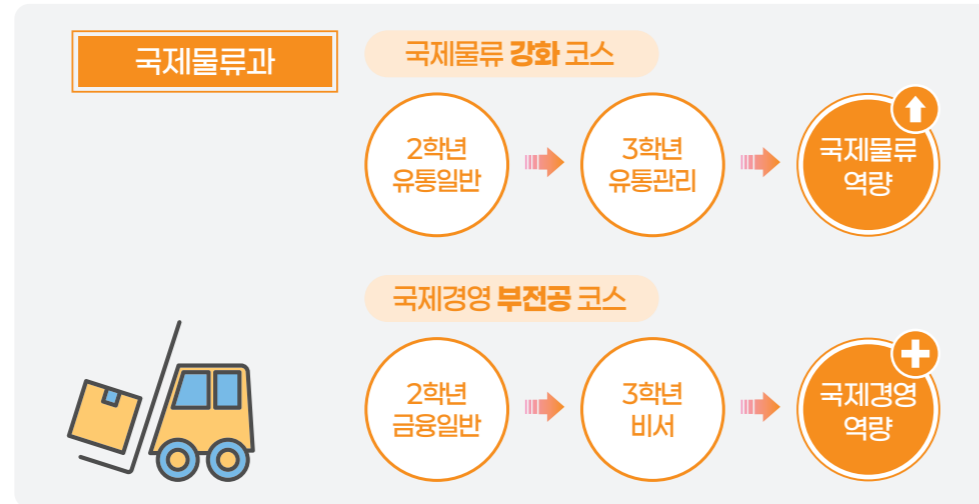 국제물류과
국제물류 강화 코스
2학년
유통일반
3학년
유통관리
국제물류
역량
국제경영 부전공 코스
2학년
금융일반
3학년
비서
국제경영
역량